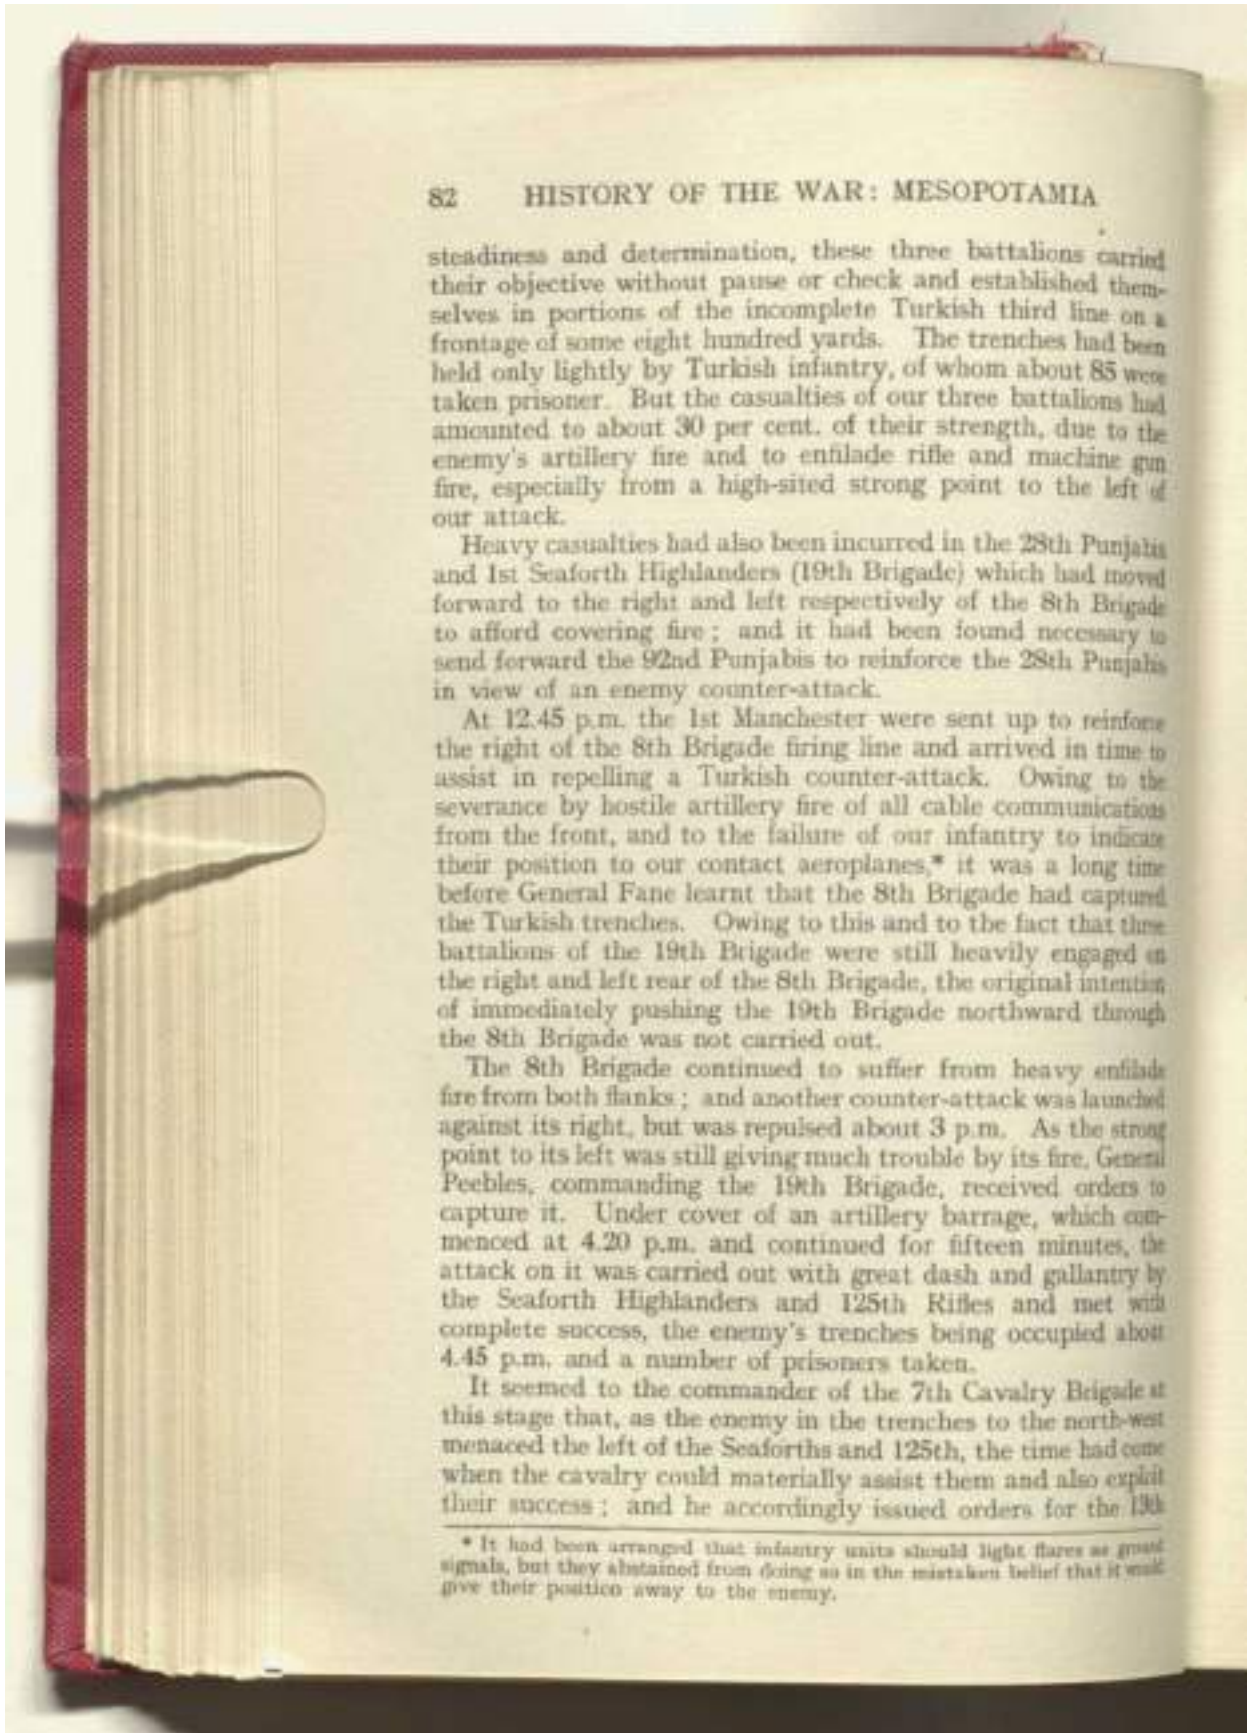 82 HISTORY OF THE WAR: MESOPOTAMIA
steadiness and determination, these three battalions carried
their objective without pause or check and established them-
selves in portions of the incomplete Turkish third line on a
frontage of some eight hundred yards. The trenches had been
held only lightly by Turkish infantry, of whom about 85 were
taken prisoner. But the casualties of our three battalions had
amounted to about 30 per cent. of their strength, due to the
enemy's artillery fire and to enfilade rifle and machine gun
fire, especially from a high-sited strong point to the left of
our attack.
Heavy casualties had also been incurred in the 28th Punjabis
and 1st Seaforth Highlanders (19th Brigade) which had moved
forward to the right and left respectively of the 8th Brigade
to afford covering fire; and it had been found necessary to
send forward the 92nd Punjabis to reinforce the 28th Punjabis
in view of an enemy counter-attack.
At 12.45 p.m. the 1st Manchester were sent up to reinforce
the right of the 8th Brigade firing line and arrived in time to
assist in repelling a Turkish counter-attack. Owing to the
severance by hostile artillery fire of all cable communications
from the front, and to the failure of our infantry to indicate
their position to our contact aeroplanes,* it was a long time
before General Fane learnt that the 8th Brigade had captured
the Turkish trenches. Owing to this and to the fact that three
battalions of the 19th Brigade were still heavily engaged on
the right and left rear of the 8th Brigade, the original intention
of immediately pushing the 19th Brigade northward through
the 8th Brigade was not carried out.
The 8th Brigade continued to suffer from heavy enfilade
fire from both flanks; and another counter-attack was launched
against its right, but was repulsed about 3 p.m. As the strong
point to its left was still giving much trouble by its fire, General
Peebles, commanding the 19th Brigade, received orders to
capture it. Under cover of an artillery barrage, which com-
menced at 4.20 p.m. and continued for fifteen minutes, the
attack on it was carried out with great dash and gallantry by
the Seaforth Highlanders and 125th Rifles and met with
complete success, the enemy's trenches being occupied about
4.45 p.m. and a number of prisoners taken.
It seemed to the commander of the 7th Cavalry Brigade at
this stage that, as the enemy in the trenches to the north-west
menaced the left of the Seaforths and 125th, the time had come
when the cavalry could materially assist them and also exploit
their success; and he accordingly issued orders for the 13th
* It had been arranged that infantry units should light flares as ground
signals, but they abstained from doing so in the mistaken belief that it would
give their position away to the enemy.